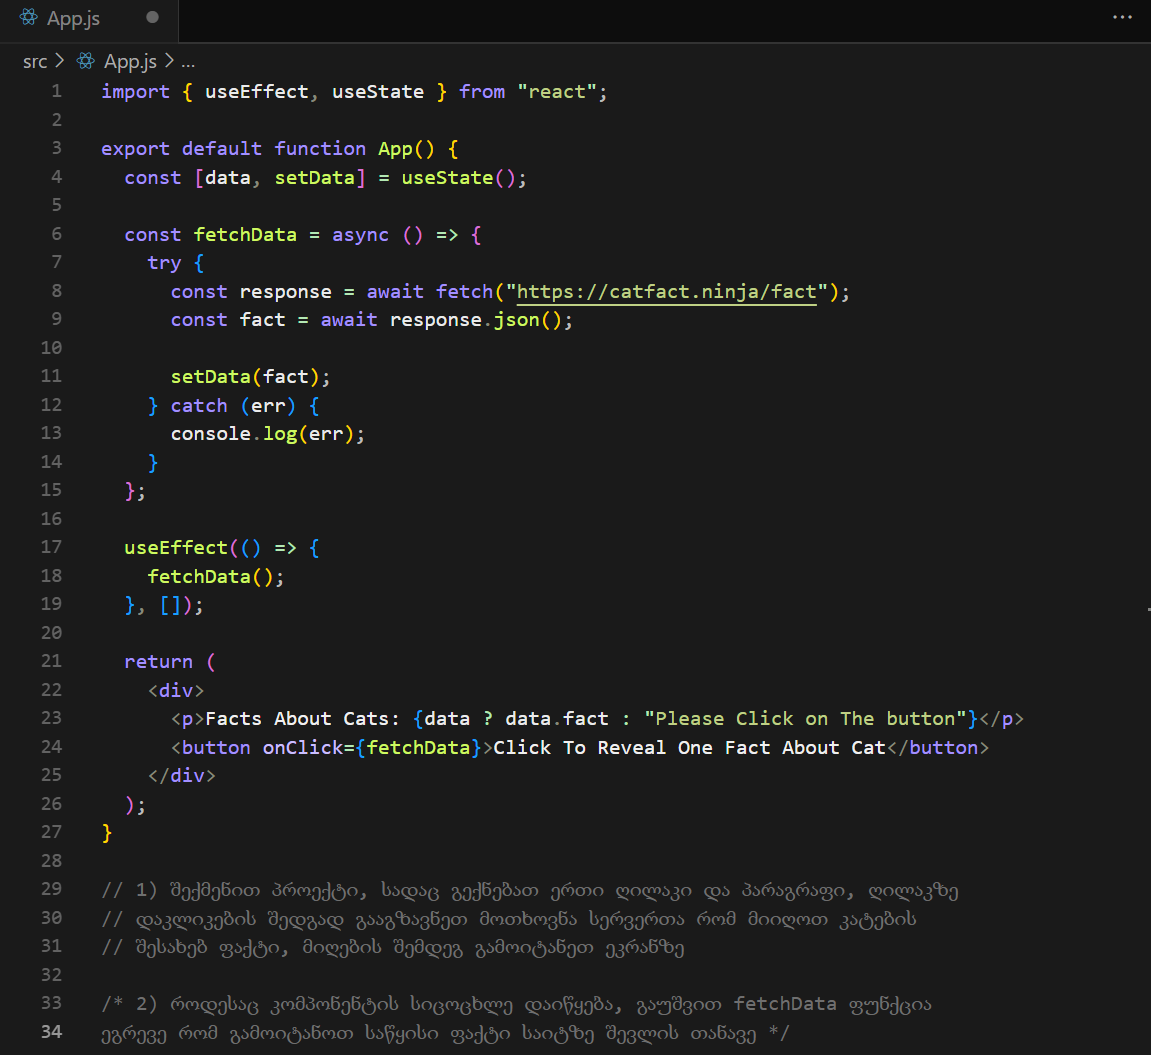 App.js
src > App.js > ...
1 import { useEffect, useState } from "react";
2
3 export default function App() {
4 const [data, setData] = useState();
5
6 const fetchData = async () => {
7 try {
8 const response = await fetch("https://catfact.ninja/fact");
9 const fact = await response.json();
10
11 setData(fact);
12 } catch (err) {
13 console.log(err);
14 }
15 };
16
17 useEffect(() => {
18 fetchData();
19 }, []);
20
21 return (
22 <div>
23 <p>Facts About Cats: {data ? data.fact : "Please Click on The button"}</p>
24 <button onClick={fetchData}>Click To Reveal One Fact About Cat</button>
25 </div>
26 );
27 }
28
29 // 1) შექმენით პროექტი, სადაც გექნებათ ერთი ღილაკი და პარაგრაფი, ღილაკზე
30 // დაკლიკების შედგად გააგზავნეთ მოთხოვნა სერვერთა რომ მიიღოთ კატების
31 // შესახებ ფაქტი, მიღების შემდეგ გამოიტანეთ ეკრანზე
32
33 /* 2) როდესაც კომპონენტის სიცოცხლე დაიწყება, გაუშვით fetchData ფუნქცია
34 ეგრევე რომ გამოიტანოთ საწყისი ფაქტი საიტზე შევლის თანავე */